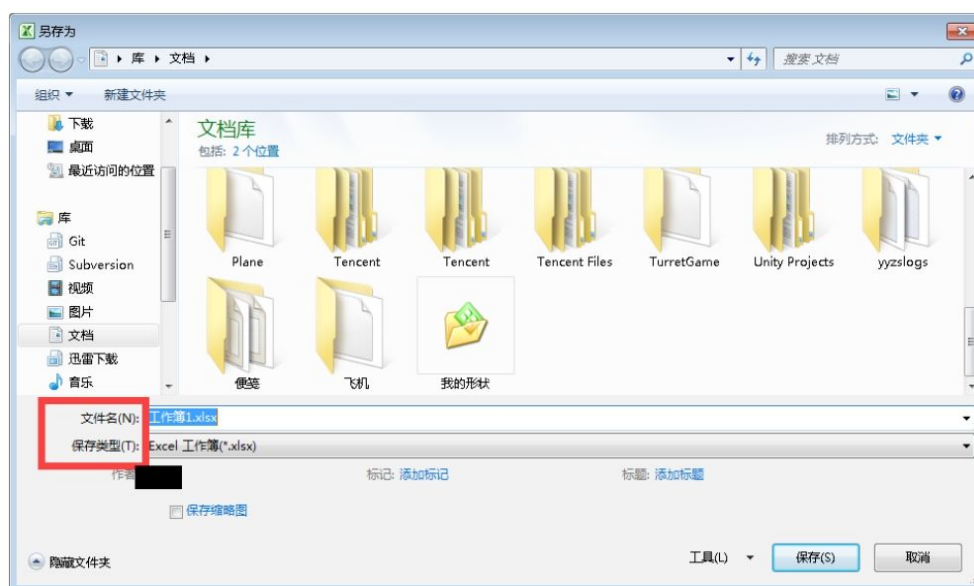 另存为
库 文档
搜索 文档
组织 新建文件夹
下载
桌面
最近访问的位置
库
Git
Subversion
视频
图片
文档
迅雷下载
音乐
文档库
包括: 2 个位置
排列方式: 文件夹
Plane Tencent Tencent Tencent Files TurretGame Unity Projects yyzslogs
便笺 飞机 我的形状
文件名(N): 工作簿1.xlsx
保存类型(T): Excel 工作簿(*.xlsx)
作者 标记: 添加标记 标题: 添加标题
保存缩略图
隐藏文件夹 工具(L) 保存(S) 取消